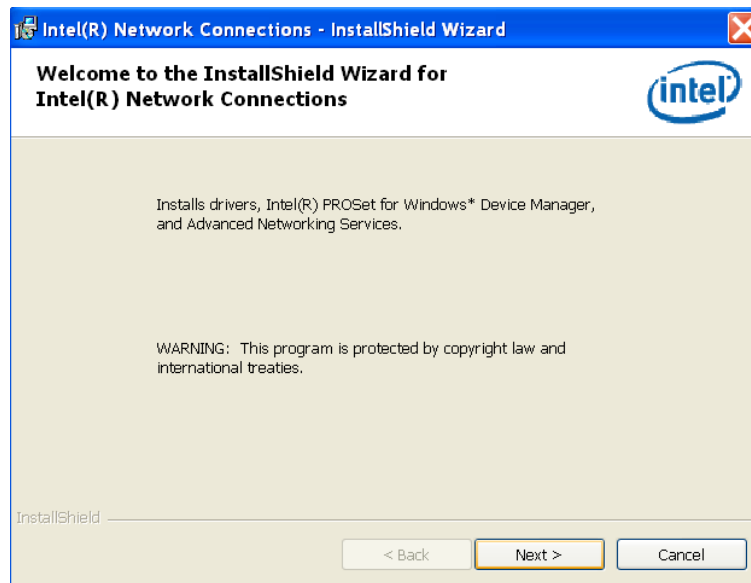 Intel(R) Network Connections - InstallShield Wizard
Welcome to the InstallShield Wizard for
Intel(R) Network Connections
intel
Installs drivers, Intel(R) PROSet for Windows* Device Manager,
and Advanced Networking Services.
WARNING: This program is protected by copyright law and
international treaties.
InstallShield
< Back
Next >
Cancel